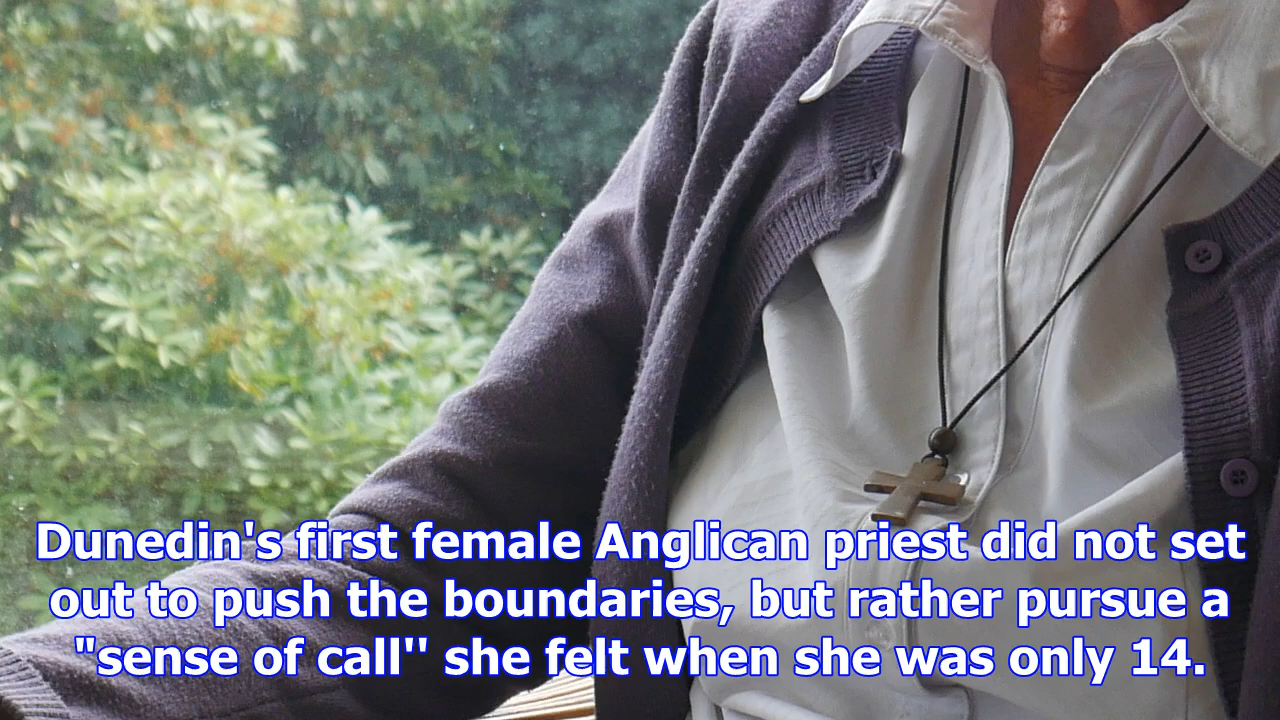 Dunedin's first female Anglican priest did not set
out to push the boundaries, but rather pursue a
"sense of call'' she felt when she was only 14.